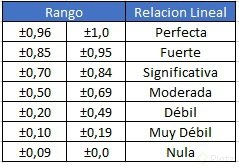 Rango Relacion Lineal
±0,96 ±1,0 Perfecta
±0,85 ±0,95 Fuerte
±0,70 ±0,84 Significativa
±0,50 ±0,69 Moderada
±0,20 ±0,49 Débil
±0,10 ±0,19 Muy Débil
±0,09 ±0,0 Nula